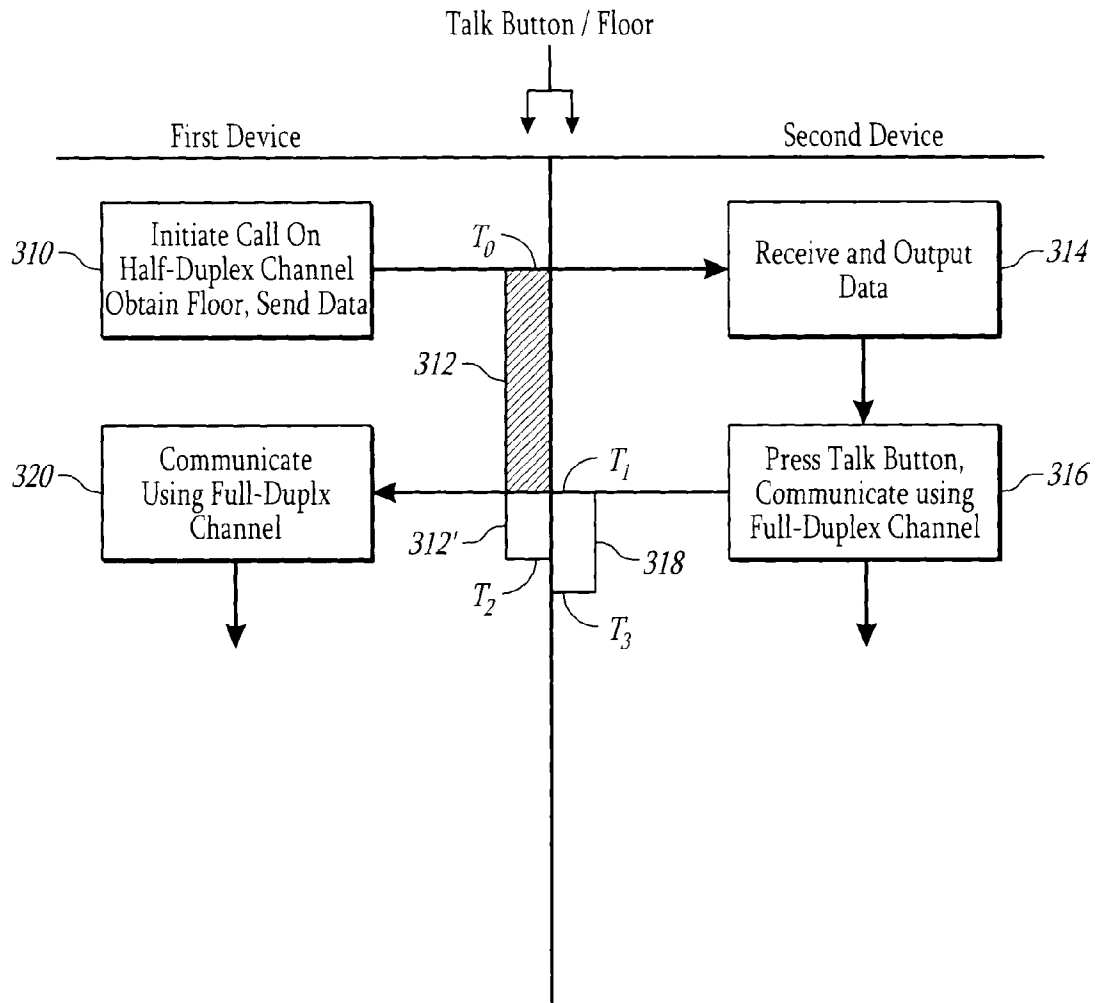 Talk Button / Floor
First Device
Second Device
310
Initiate Call On
Half-Duplex Channel
Obtain Floor, Send Data
T0
Receive and Output
Data
314
312
320
Communicate
Using Full-Duplx
Channel
T1
Press Talk Button,
Communicate using
Full-Duplex Channel
316
312'
318
T2
T3